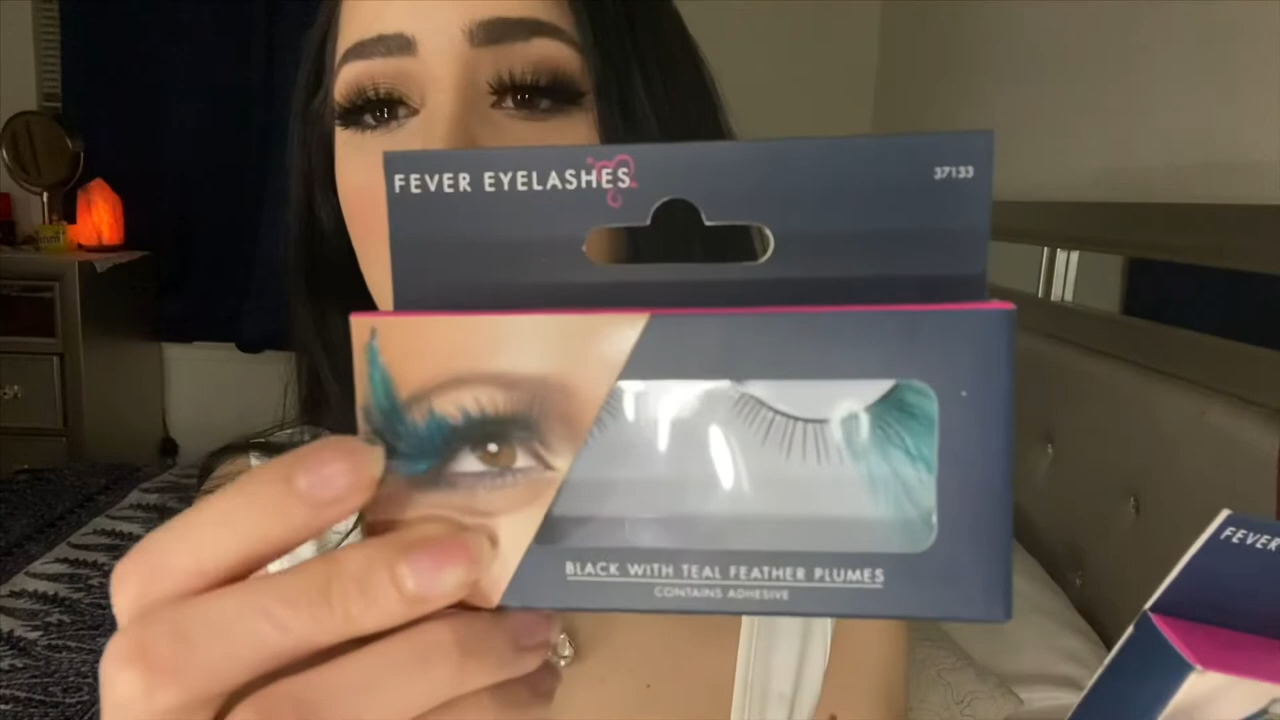 FEVER EYELASHES
37133
BLACK WITH TEAL FEATHER PLUMES
CONTAINS ADHESIVE
FEVER